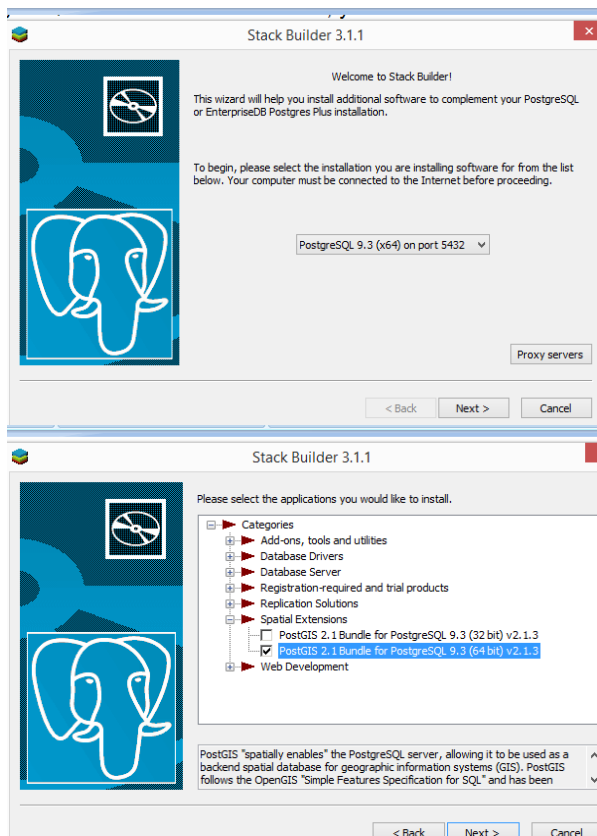 Stack Builder 3.1.1
Welcome to Stack Builder!
This wizard will help you install additional software to complement your PostgreSQL
or EnterpriseDB Postgres Plus installation.
To begin, please select the installation you are installing software for from the list
below. Your computer must be connected to the Internet before proceeding.
PostgreSQL 9.3 (x64) on port 5432
Proxy servers
< Back Next > Cancel
Stack Builder 3.1.1
Please select the applications you would like to install.
Categories
Add-ons, tools and utilities
Database Drivers
Database Server
Registration-required and trial products
Replication Solutions
Spatial Extensions
PostGIS 2.1 Bundle for PostgreSQL 9.3 (32 bit) v2.1.3
PostGIS 2.1 Bundle for PostgreSQL 9.3 (64 bit) v2.1.3
Web Development
PostGIS "spatially enables" the PostgreSQL server, allowing it to be used as a
backend spatial database for geographic information systems (GIS). PostGIS
follows the OpenGIS "Simple Features Specification for SQL" and has been
< Back Next > Cancel